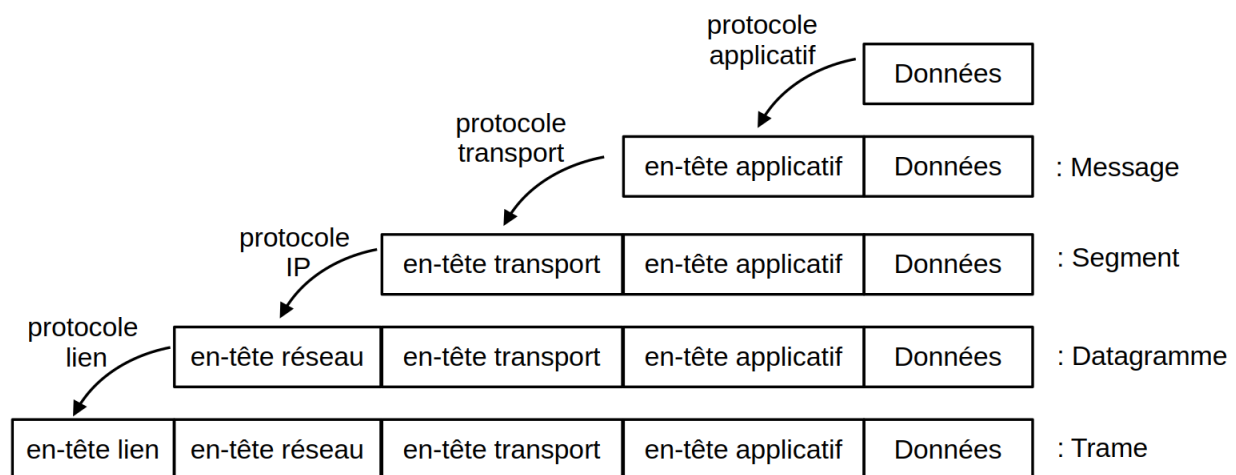 protocole
applicatif
Données
protocole
transport
en-tête applicatif Données : Message
protocole
IP
en-tête transport en-tête applicatif Données : Segment
protocole
lien
en-tête réseau en-tête transport en-tête applicatif Données : Datagramme
en-tête lien en-tête réseau en-tête transport en-tête applicatif Données : Trame